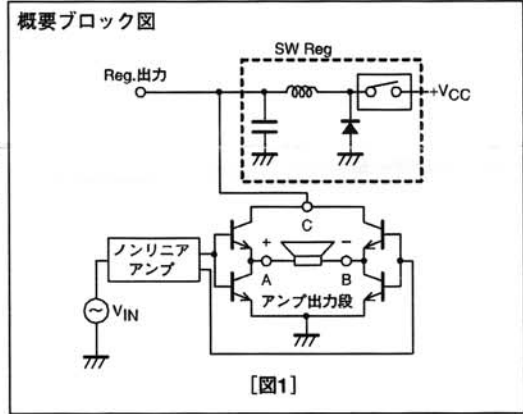 概要ブロック図
SW Reg
Reg.出力
+VCC
C
ノンリニア
アンプ
+
−
A
B
アンプ出力段
~
VIN
[図1]